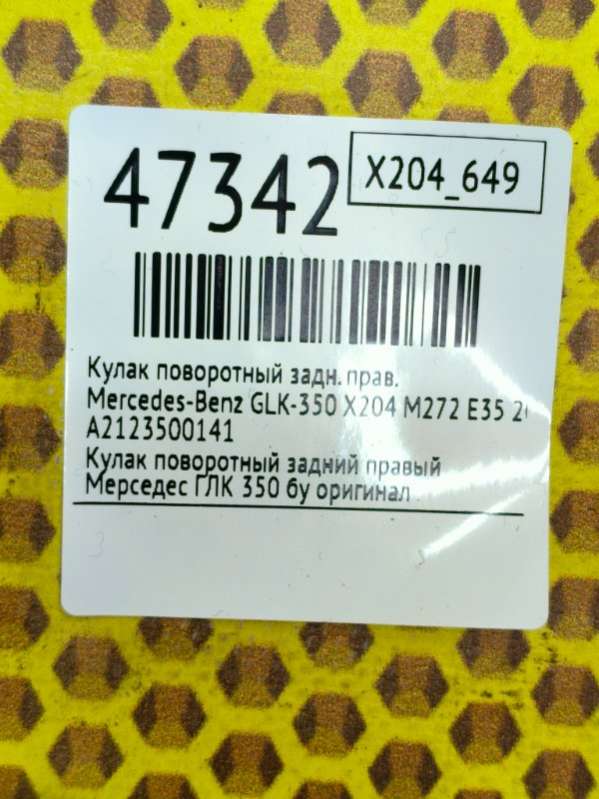 47342
X204_649
Кулак поворотный задн. прав.
Mercedes-Benz GLK-350 X204 M272 E35
A2123500141
Кулак поворотный задний правый
Мерседес ГЛК 350 бу оригинал